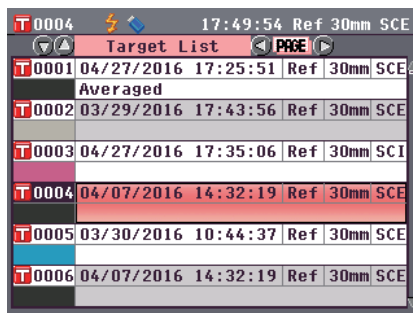 T0004 17:49:54 Ref 30mm SCE
Target List PAGE
T0001 04/27/2016 17:25:51 Ref 30mm SCE
Averaged
T0002 03/29/2016 17:43:56 Ref 30mm SCE
T0003 04/27/2016 17:35:06 Ref 30mm SCI
T0004 04/07/2016 14:32:19 Ref 30mm SCE
T0005 03/30/2016 10:44:37 Ref 30mm SCE
T0006 04/07/2016 14:32:19 Ref 30mm SCE